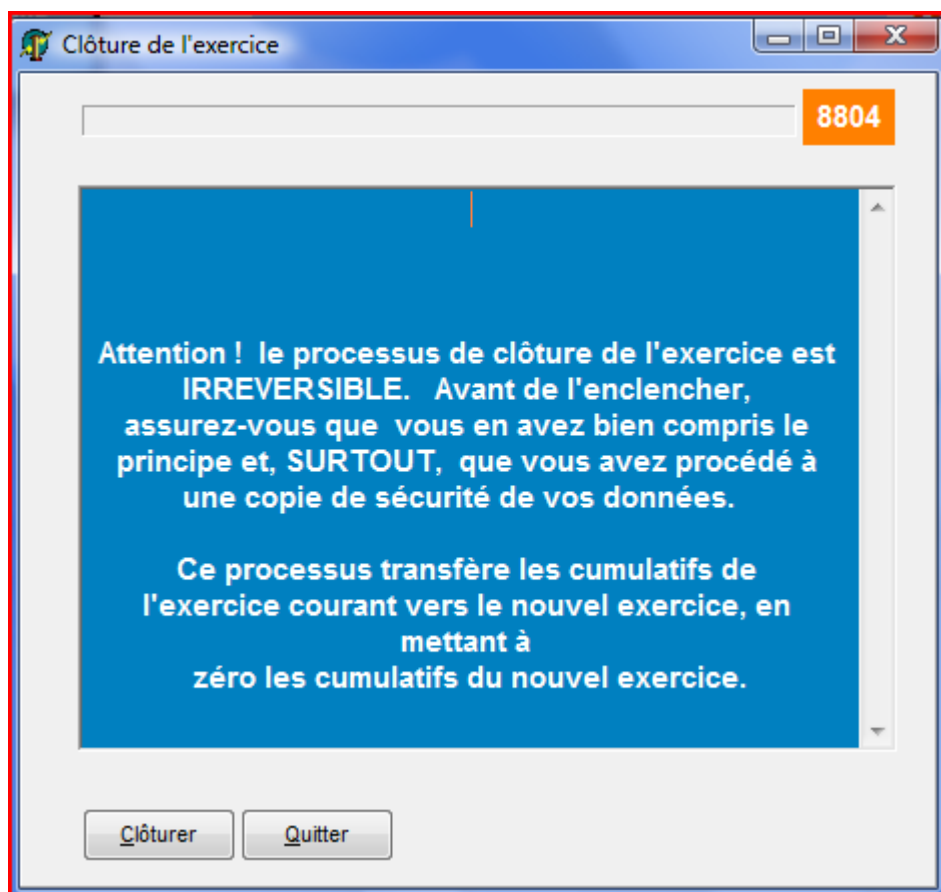 Clôture de l'exercice
8804
Attention !  le processus de clôture de l'exercice est
IRREVERSIBLE.   Avant de l'enclencher,
assurez-vous que  vous en avez bien compris le
principe et, SURTOUT,  que vous avez procédé à
une copie de sécurité de vos données.
Ce processus transfère les cumulatifs de
l'exercice courant vers le nouvel exercice, en
mettant à
zéro les cumulatifs du nouvel exercice.
Clôturer
Quitter